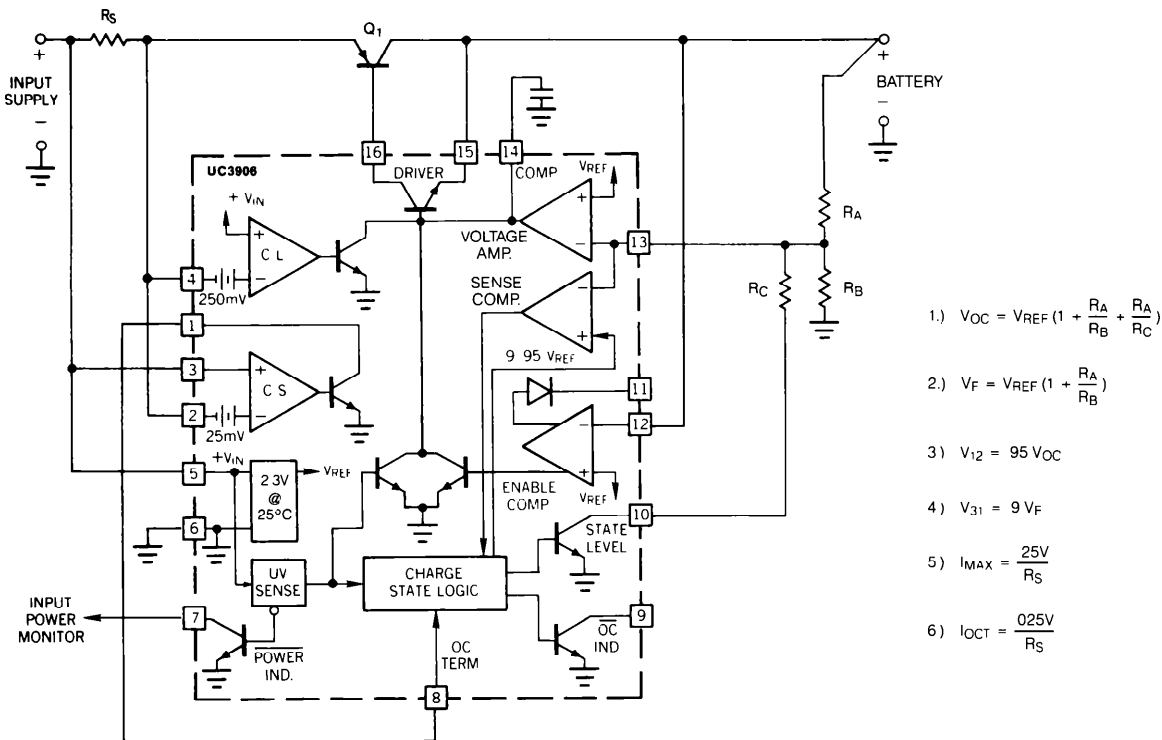 RS
Q1
+
INPUT
SUPPLY
−
+
BATTERY
−
16
15
14
UC3906
DRIVER
COMP
VREF
+ VIN
+
C L
−
4
250mV
+
−
VOLTAGE
AMP.
13
RA
RC
RB
SENSE
COMP.
−
+
1
3
+
C S
−
2
25mV
9 95 VREF
11
12
−
+
ENABLE
COMP
VREF
+VIN
5
VREF
2 3V
@
25°C
6
10
STATE
LEVEL
UV
SENSE
CHARGE
STATE LOGIC
INPUT
POWER
MONITOR
7
POWER
IND.
OC
TERM
OC
IND
9
8
1.) VOC = VREF (1 + RA/RB + RA/RC)
2.) VF = VREF (1 + RA/RB)
3) V12 = 95 VOC
4) V31 = 9 VF
5) IMAX = 25V/RS
6) IOCT = 025V/RS